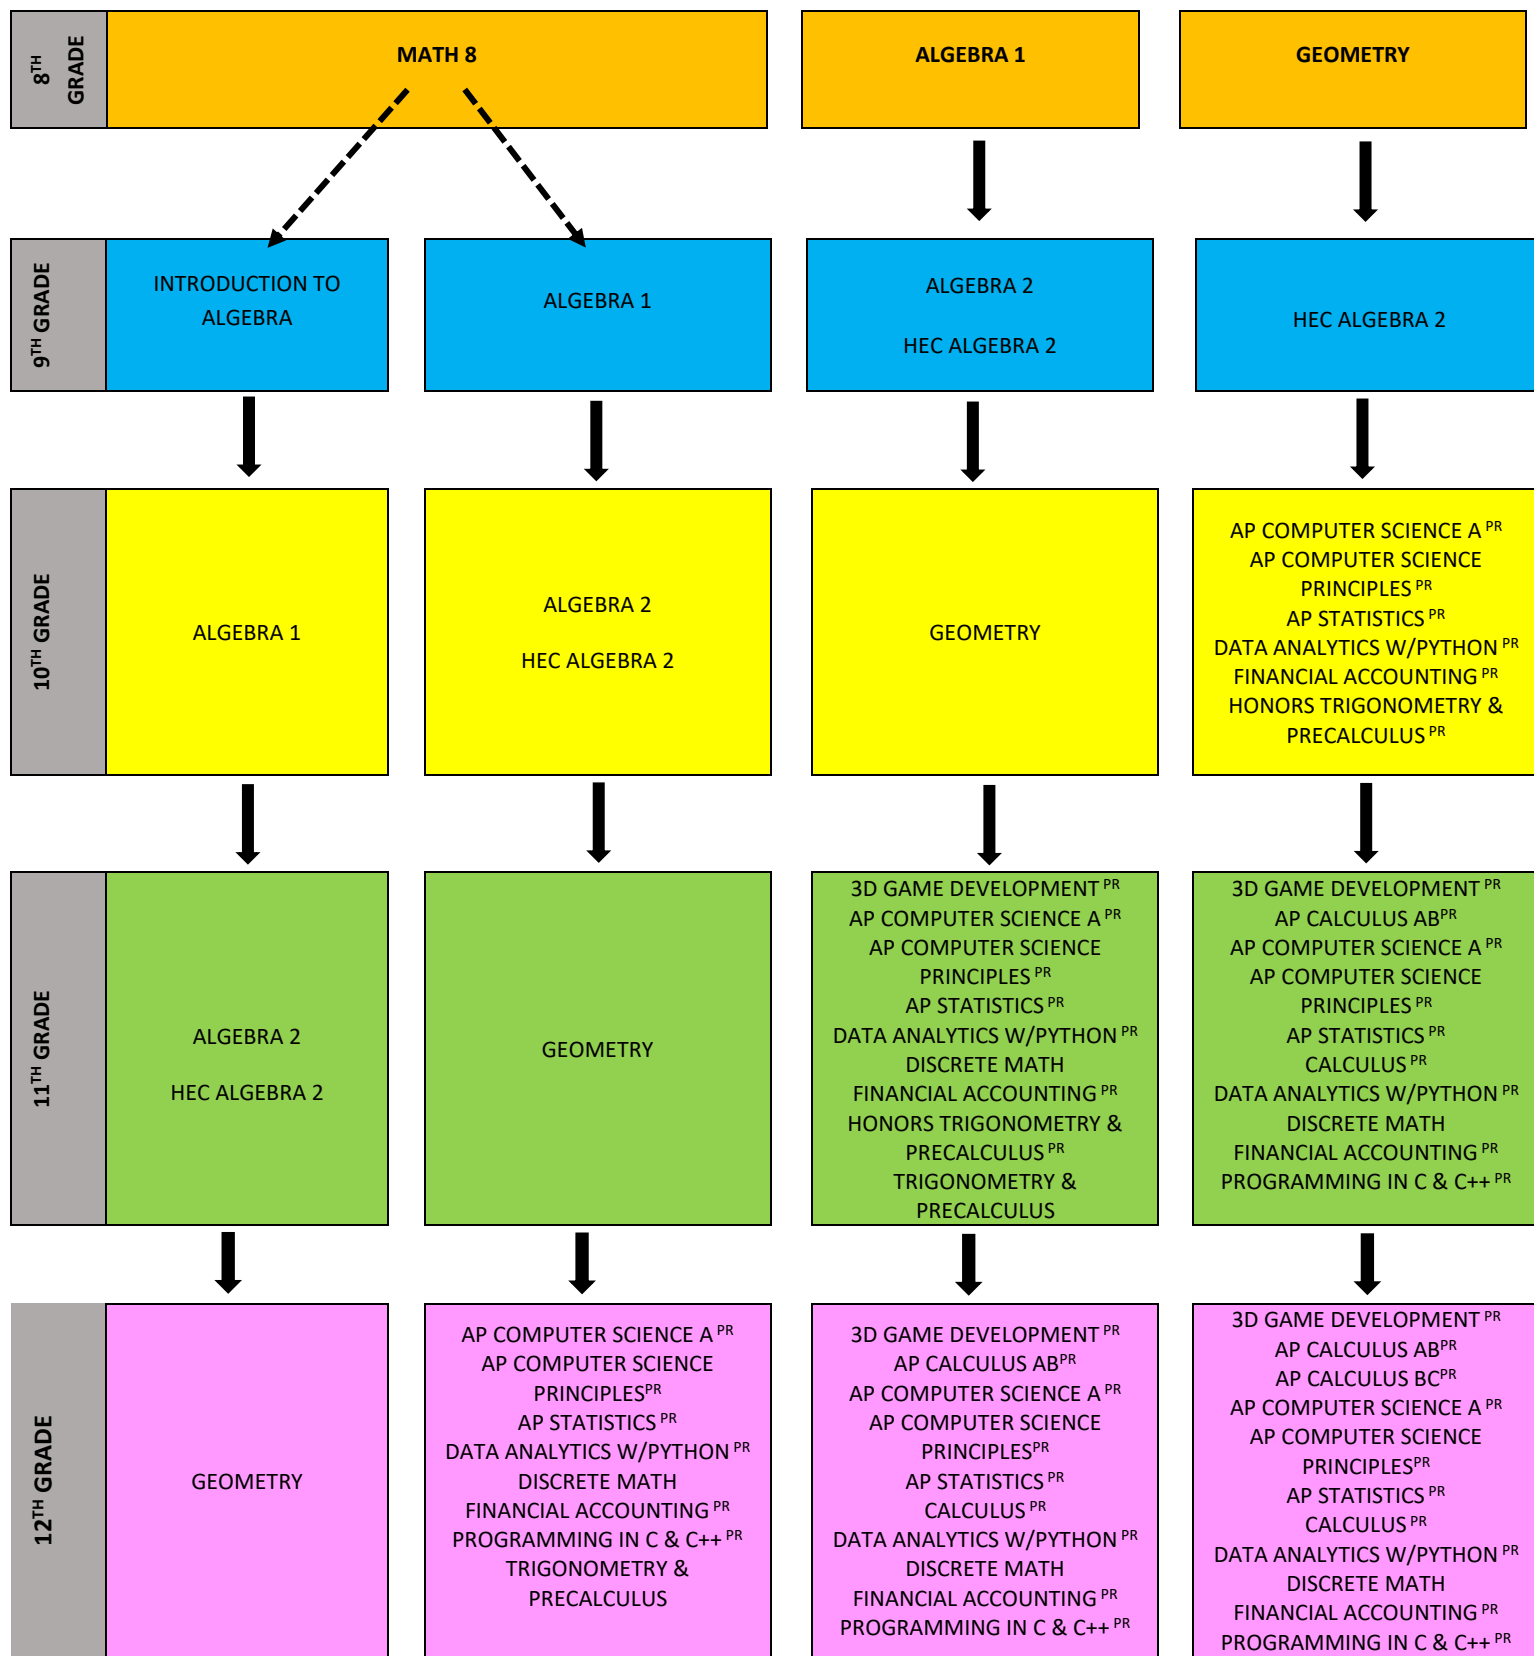 8TH
GRADE
MATH 8
ALGEBRA 1
GEOMETRY
9TH GRADE
INTRODUCTION TO
ALGEBRA
ALGEBRA 1
ALGEBRA 2
HEC ALGEBRA 2
HEC ALGEBRA 2
10TH GRADE
ALGEBRA 1
ALGEBRA 2
HEC ALGEBRA 2
GEOMETRY
AP COMPUTER SCIENCE A PR
AP COMPUTER SCIENCE
PRINCIPLES PR
AP STATISTICS PR
DATA ANALYTICS W/PYTHON PR
FINANCIAL ACCOUNTING PR
HONORS TRIGONOMETRY &
PRECALCULUS PR
11TH GRADE
ALGEBRA 2
HEC ALGEBRA 2
GEOMETRY
3D GAME DEVELOPMENT PR
AP COMPUTER SCIENCE A PR
AP COMPUTER SCIENCE
PRINCIPLES PR
AP STATISTICS PR
DATA ANALYTICS W/PYTHON PR
DISCRETE MATH
FINANCIAL ACCOUNTING PR
HONORS TRIGONOMETRY &
PRECALCULUS PR
TRIGONOMETRY &
PRECALCULUS
3D GAME DEVELOPMENT PR
AP CALCULUS ABPR
AP COMPUTER SCIENCE A PR
AP COMPUTER SCIENCE
PRINCIPLES PR
AP STATISTICS PR
CALCULUS PR
DATA ANALYTICS W/PYTHON PR
DISCRETE MATH
FINANCIAL ACCOUNTING PR
PROGRAMMING IN C & C++ PR
12TH GRADE
GEOMETRY
AP COMPUTER SCIENCE A PR
AP COMPUTER SCIENCE
PRINCIPLESPR
AP STATISTICS PR
DATA ANALYTICS W/PYTHON PR
DISCRETE MATH
FINANCIAL ACCOUNTING PR
PROGRAMMING IN C & C++ PR
TRIGONOMETRY &
PRECALCULUS
3D GAME DEVELOPMENT PR
AP CALCULUS ABPR
AP COMPUTER SCIENCE A PR
AP COMPUTER SCIENCE
PRINCIPLESPR
AP STATISTICS PR
CALCULUS PR
DATA ANALYTICS W/PYTHON PR
DISCRETE MATH
FINANCIAL ACCOUNTING PR
PROGRAMMING IN C & C++ PR
3D GAME DEVELOPMENT PR
AP CALCULUS ABPR
AP CALCULUS BCPR
AP COMPUTER SCIENCE A PR
AP COMPUTER SCIENCE
PRINCIPLESPR
AP STATISTICS PR
CALCULUS PR
DATA ANALYTICS W/PYTHON PR
DISCRETE MATH
FINANCIAL ACCOUNTING PR
PROGRAMMING IN C & C++ PR